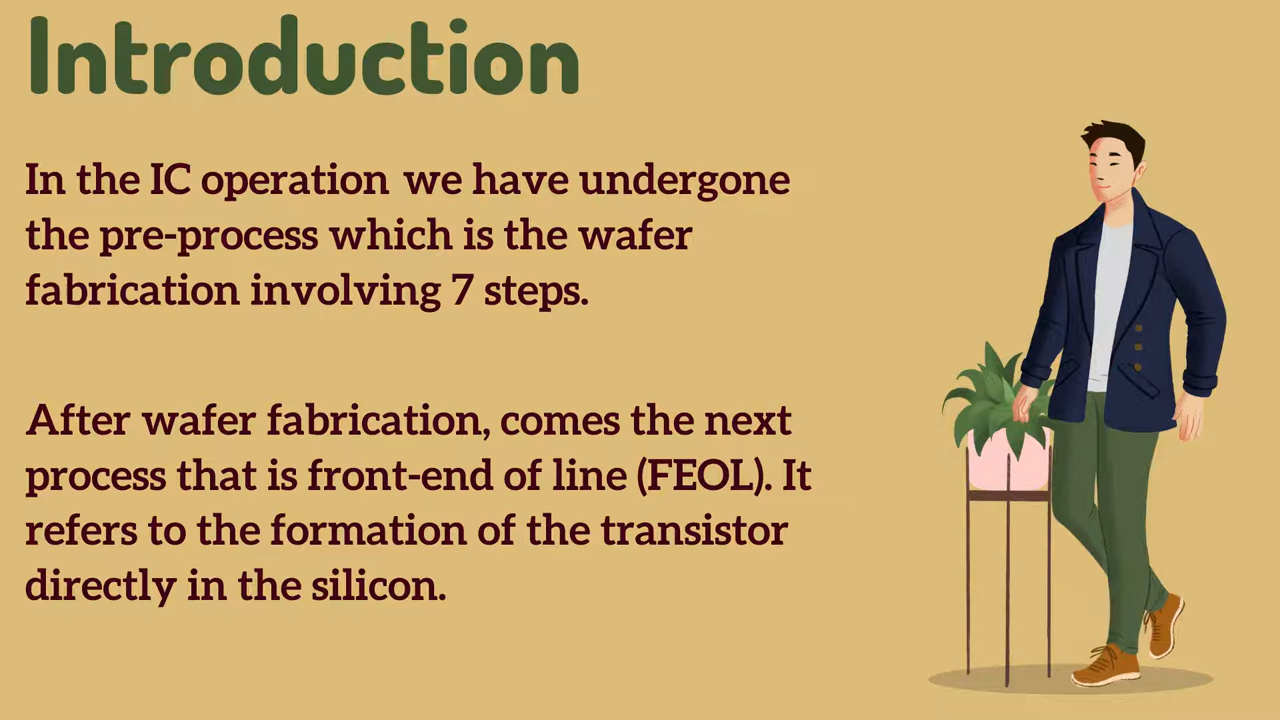 Introduction
In the IC operation we have undergone
the pre-process which is the wafer
fabrication involving 7 steps.
After wafer fabrication, comes the next
process that is front-end of line (FEOL). It
refers to the formation of the transistor
directly in the silicon.